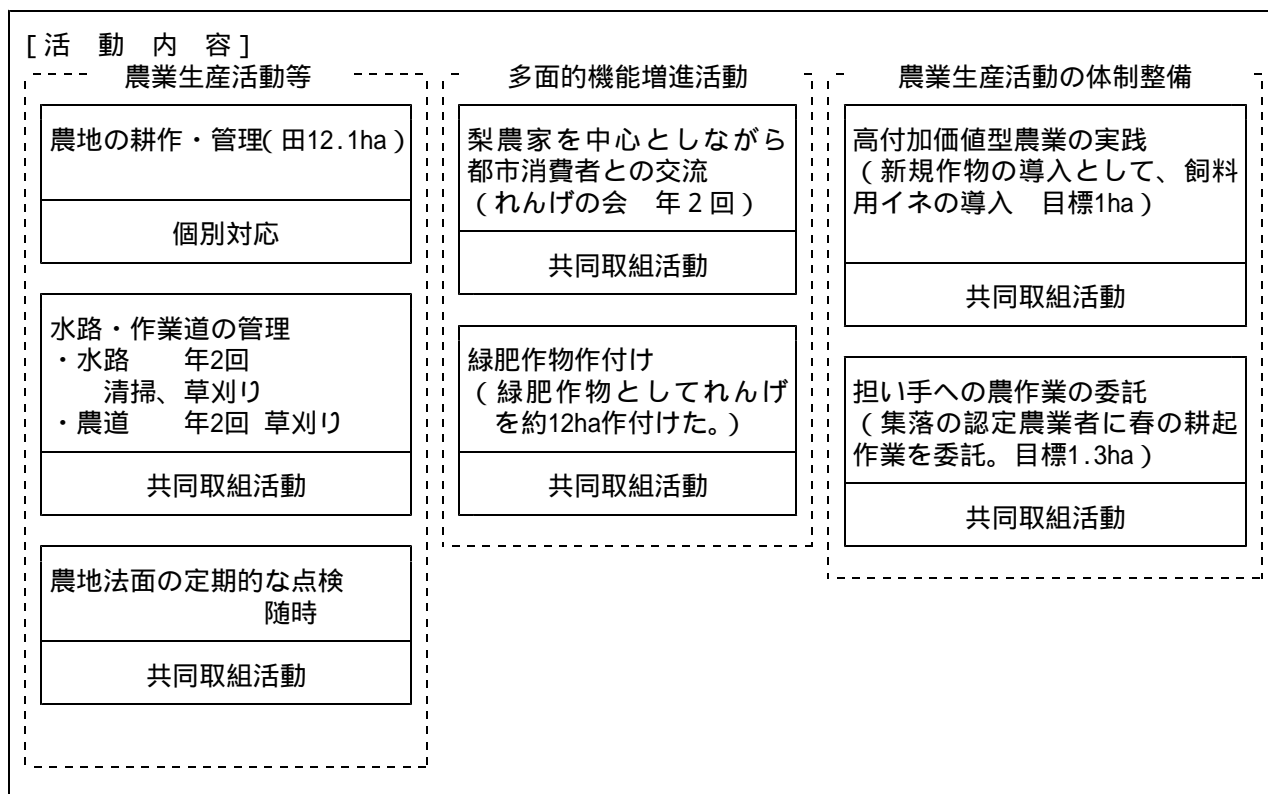 [活 動 内 容]
農業生産活動等
農地の耕作・管理(田12.1ha)
個別対応
水路・作業道の管理
・水路 年2回
清掃、草刈り
・農道 年2回 草刈り
共同取組活動
農地法面の定期的な点検
随時
共同取組活動
多面的機能増進活動
梨農家を中心としながら
都市消費者との交流
(れんげの会 年2回)
共同取組活動
緑肥作物作付け
(緑肥作物としてれんげ
を約12ha作付けた。)
共同取組活動
農業生産活動の体制整備
高付加価値型農業の実践
(新規作物の導入として、飼料
用イネの導入 目標1ha)
共同取組活動
担い手への農作業の委託
(集落の認定農業者に春の耕起
作業を委託。目標1.3ha)
共同取組活動